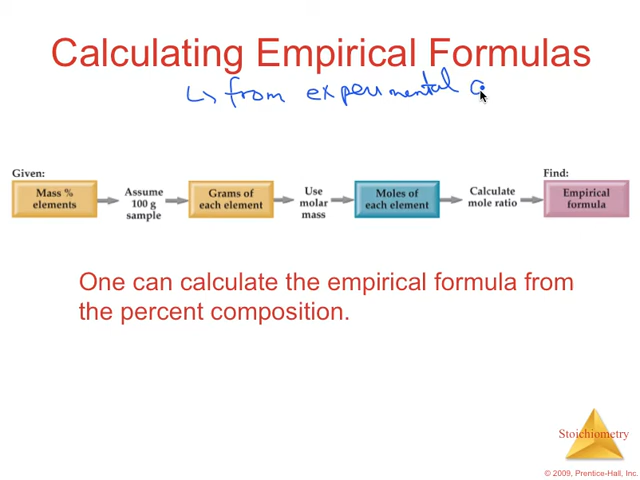 Calculating Empirical Formulas
↳ from experimental
Given:
Find:
Mass %
elements
Assume
100 g
sample
Grams of
each element
Use
molar
mass
Moles of
each element
Calculate
mole ratio
Empirical
formula
One can calculate the empirical formula from
the percent composition.
Stoichiometry
© 2009, Prentice-Hall, Inc.